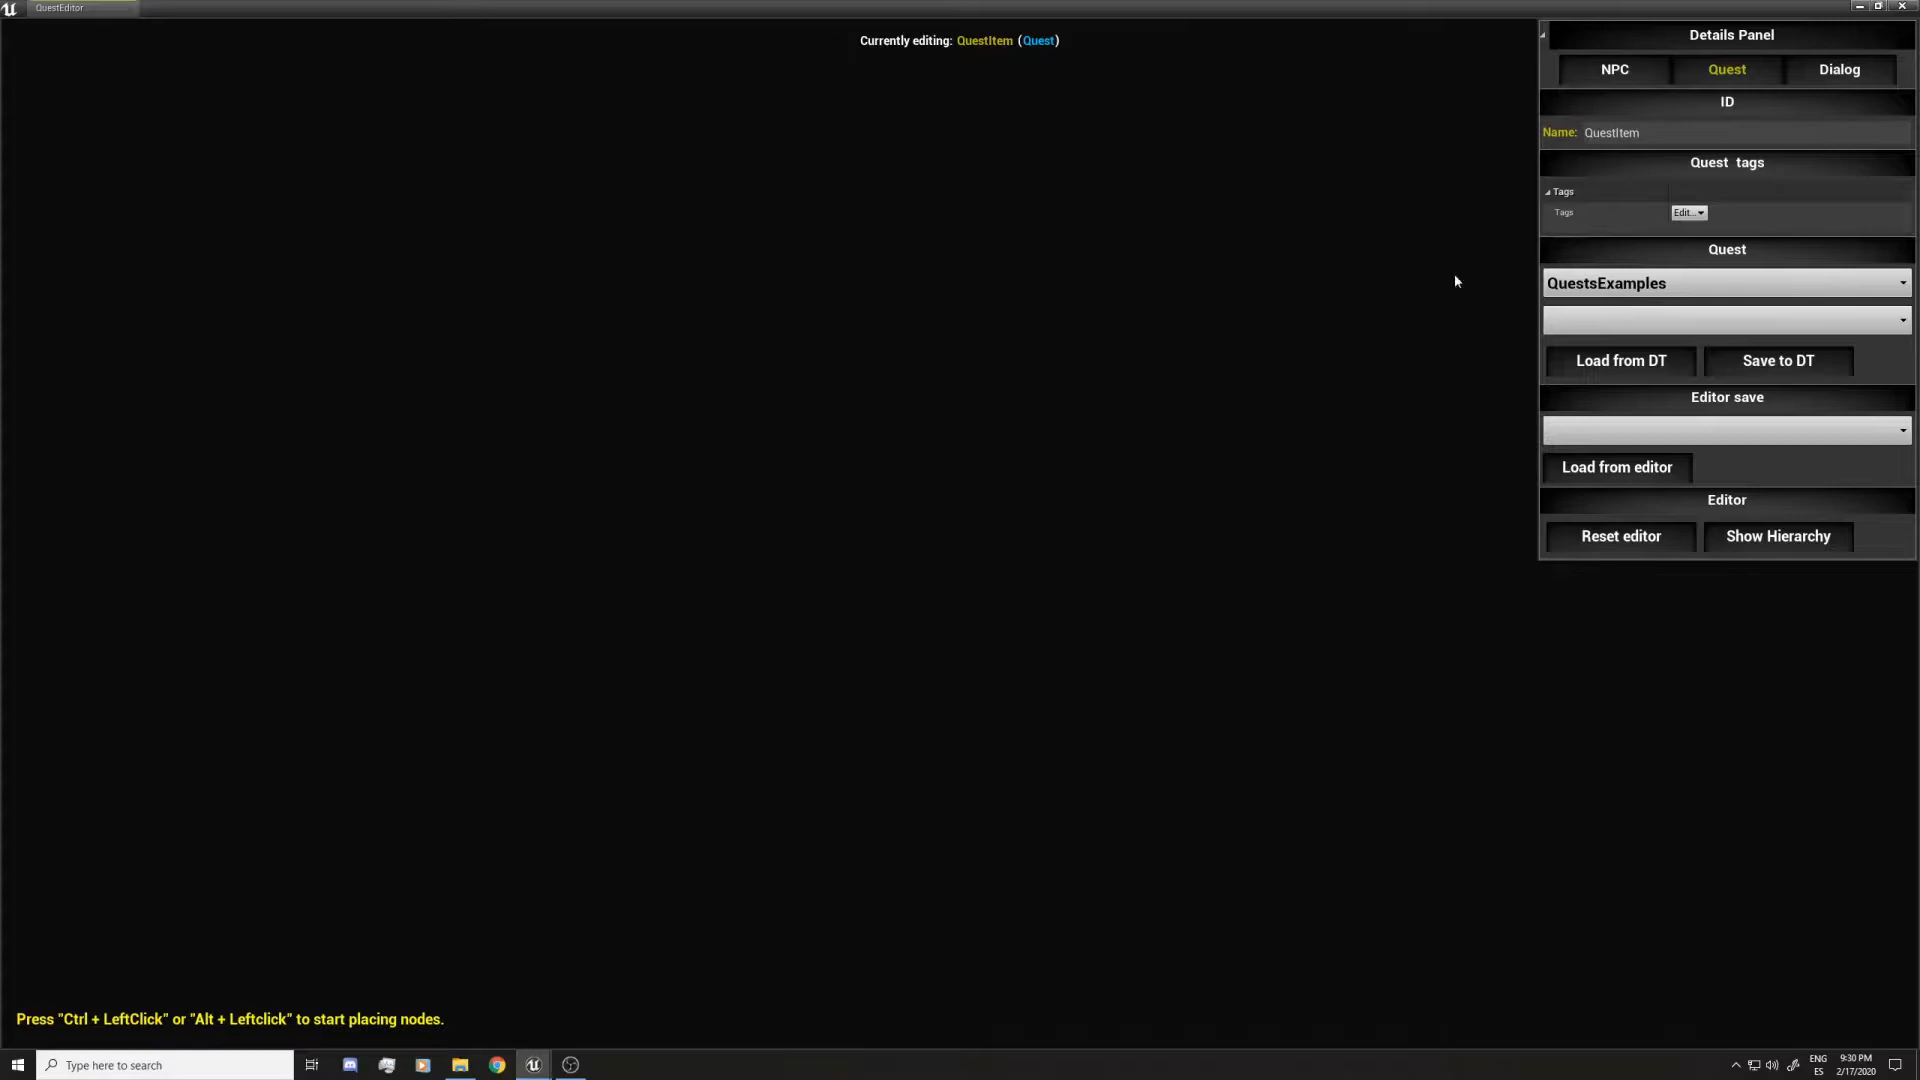 QuestEditor
Currently editing: QuestItem (Quest)
Details Panel
NPC Quest Dialog
ID
Name: QuestItem
Quest tags
Tags
Tags Edit...
Quest
QuestsExamples
Load from DT Save to DT
Editor save
Load from editor
Editor
Reset editor Show Hierarchy
Press "Ctrl + LeftClick" or "Alt + Leftclick" to start placing nodes.
Type here to search
ENG 9:30 PM
ES 2/17/2020